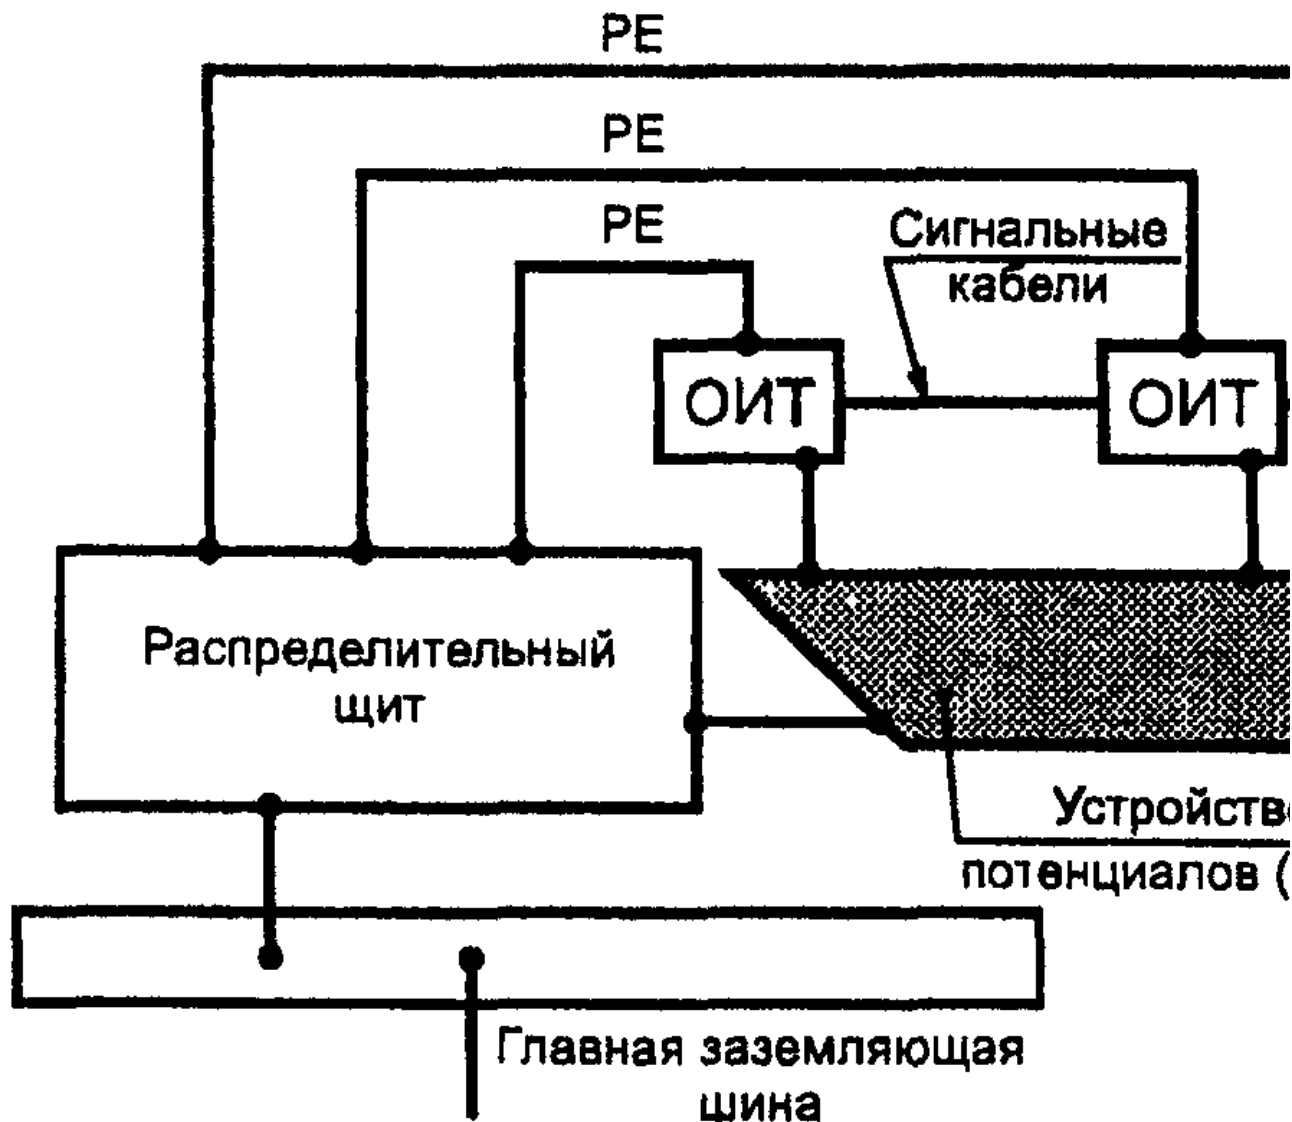 PE
PE
PE
Сигнальные
кабели
ОИТ
ОИТ
Распределительный
щит
потенциалов (
Главная заземляющая
шина